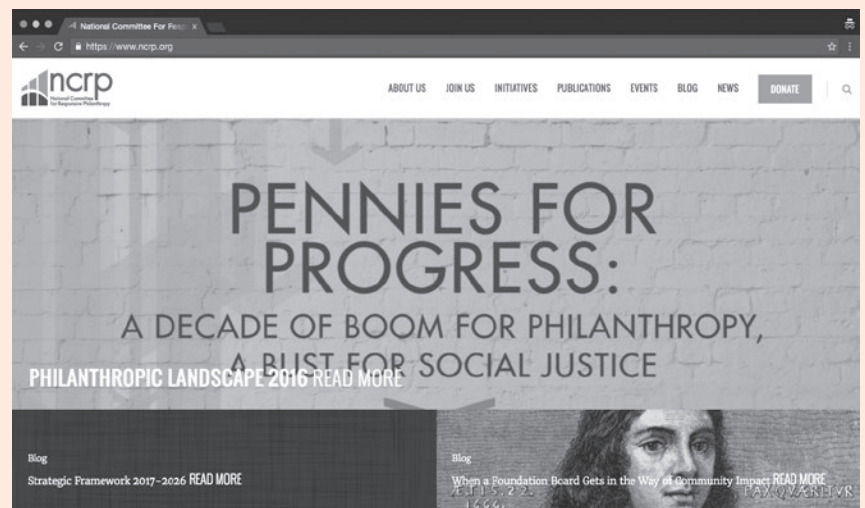 National Committee For Resp
https://www.ncrp.org
ncrp
National Committee
for Responsive Philanthropy
ABOUT US JOIN US INITIATIVES PUBLICATIONS EVENTS BLOG NEWS DONATE
PENNIES FOR
PROGRESS:
A DECADE OF BOOM FOR PHILANTHROPY,
A BUST FOR SOCIAL JUSTICE
PHILANTHROPIC LANDSCAPE 2016 READ MORE
Blog
Strategic Framework 2017-2026 READ MORE
Blog
When a Foundation Board Gets in the Way of Community Impact READ MORE